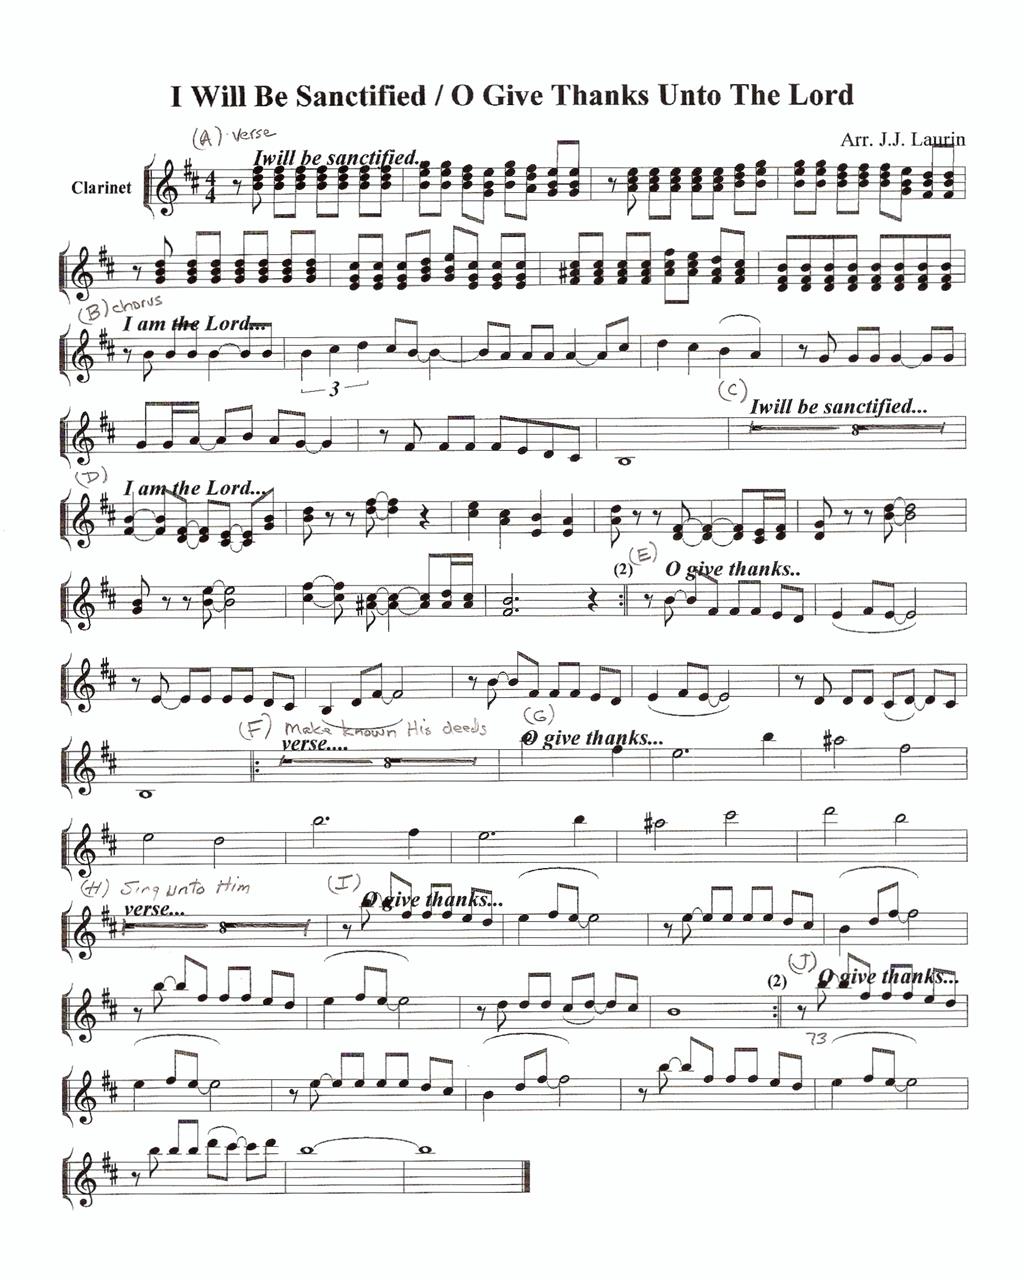 I Will Be Sanctified / O Give Thanks Unto The Lord
(A) verse
Arr. J.J. Laurin
Iwill be sanctified...
Clarinet
4
4
(B) chorus
I am the Lord...
3
(C)
Iwill be sanctified...
8
(D)
I am the Lord...
(2) (E) O give thanks..
(F) Make known His deeds
verse....
8
(G)
O give thanks...
(H) Sing unto Him
verse...
8
(I)
O give thanks...
(2) (J) O give thanks...
73